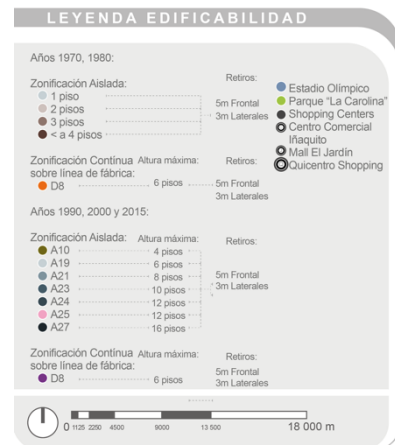 LEYENDA EDIFICABILIDAD
Años 1970, 1980:
Zonificación Aislada:
Retiros:
1 piso
2 pisos
3 pisos
< a 4 pisos
5m Frontal
3m Laterales
Estadio Olímpico
Parque "La Carolina"
Shopping Centers
Centro Comercial
Iñaquito
Mall El Jardín
Quicentro Shopping
Zonificación Contínua Altura máxima: Retiros:
sobre línea de fábrica:
D8 6 pisos 5m Frontal
3m Laterales
Años 1990, 2000 y 2015:
Zonificación Aislada: Altura máxima: Retiros:
A10 4 pisos
A19 6 pisos
A21 8 pisos
A23 10 pisos
A24 12 pisos
A25 12 pisos
A27 16 pisos
5m Frontal
3m Laterales
Zonificación Contínua Altura máxima: Retiros:
sobre línea de fábrica:
D8 6 pisos
5m Frontal
3m Laterales
0 1125 2250 4500 9000 13 500 18 000 m